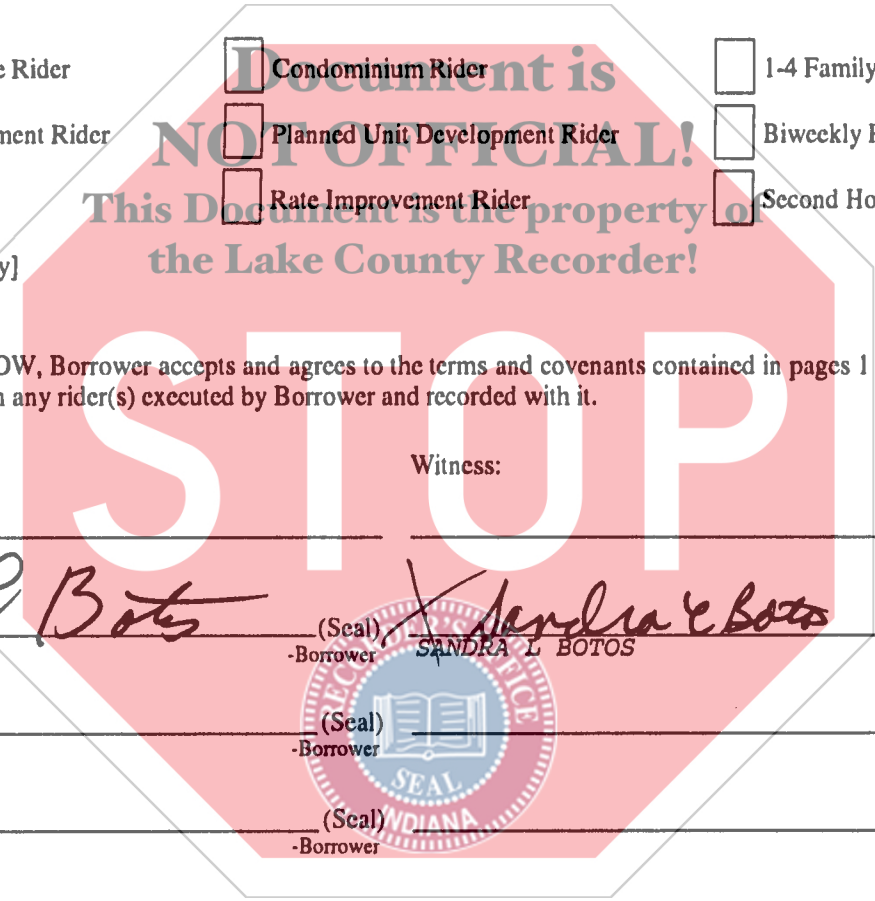 e Rider Condominium Rider 1-4 Family
Document is
ment Rider Planned Unit Development Rider Biweekly P
NOT OFFICIAL!
Rate Improvement Rider Second Ho
This Document is the property of
the Lake County Recorder!
y]
STOP
OW, Borrower accepts and agrees to the terms and covenants contained in pages 1
n any rider(s) executed by Borrower and recorded with it.
Witness:
Botos (Seal) X Sandra L Botos
-Borrower SANDRA L BOTOS
RECORDER'S OFFICE
(Seal)
-Borrower
SEAL
INDIANA
(Seal)
-Borrower